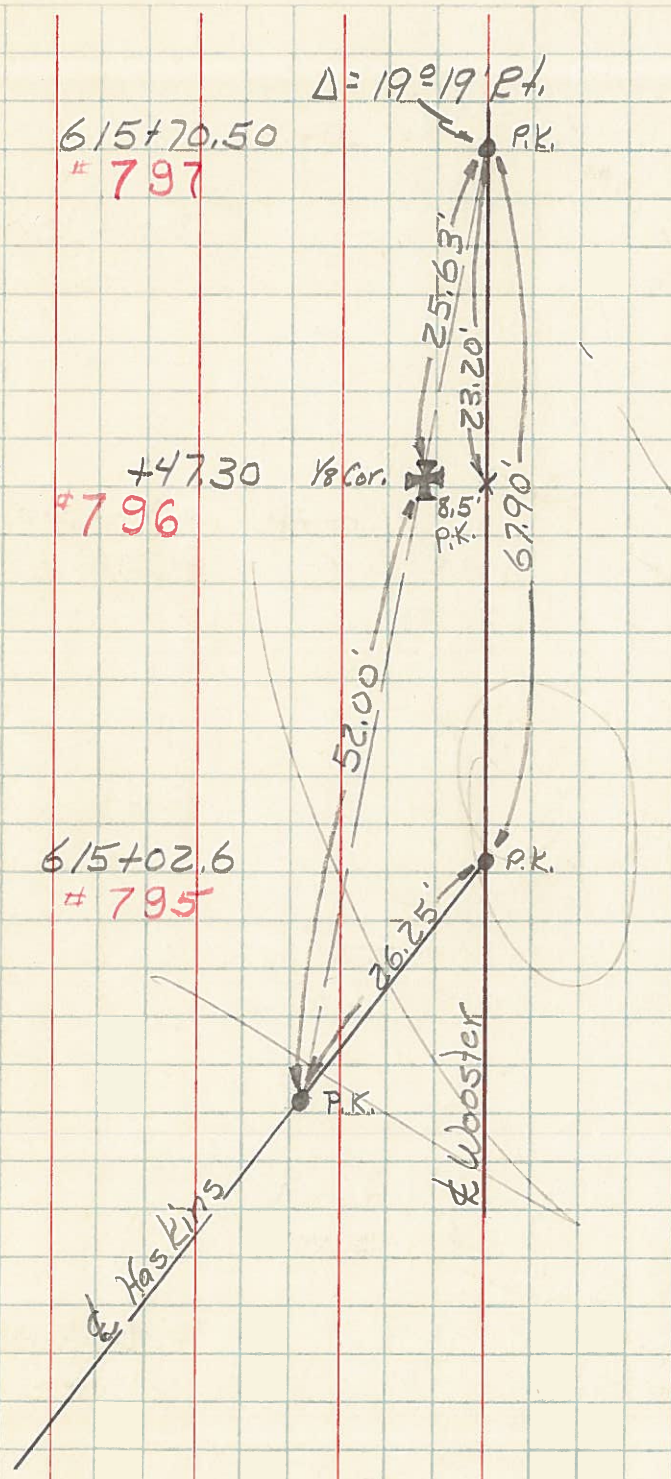 Δ= 19°19' Rt.
P.K.
615+70.50
# 797
25.63'
23.20'
67.90'
+47.30
1/8 Cor.
# 796
8.5'
P.K.
52.00'
615+02.6
# 795
P.K.
26.25'
P.K.
℄ Wooster
℄ Haskins